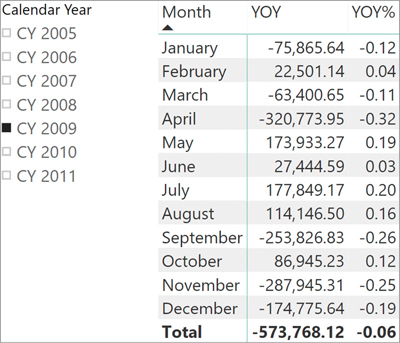 Calendar Year
CY 2005
CY 2006
CY 2007
CY 2008
CY 2009
CY 2010
CY 2011
Month YOY YOY%
January -75,865.64 -0.12
February 22,501.14 0.04
March -63,400.65 -0.11
April -320,773.95 -0.32
May 173,933.27 0.19
June 27,444.59 0.03
July 177,849.17 0.20
August 114,146.50 0.16
September -253,826.83 -0.26
October 86,945.23 0.12
November -287,945.31 -0.25
December -174,775.64 -0.19
Total -573,768.12 -0.06